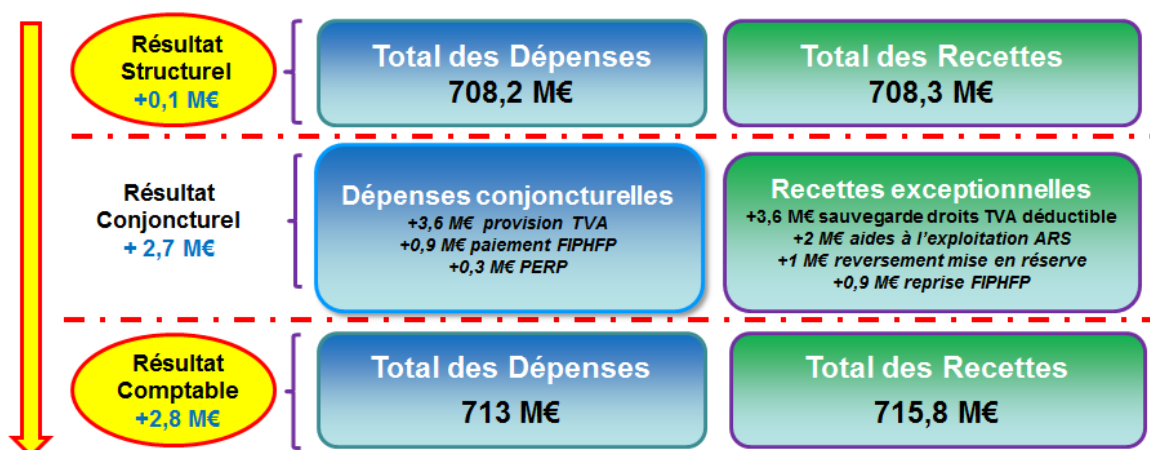 Résultat
Structurel
+0,1 M€
Total des Dépenses
708,2 M€
Total des Recettes
708,3 M€
Résultat
Conjoncturel
+ 2,7 M€
Dépenses conjoncturelles
+3,6 M€ provision TVA
+0,9 M€ paiement FIPHFP
+0,3 M€ PERP
Recettes exceptionnelles
+3,6 M€ sauvegarde droits TVA déductible
+2 M€ aides à l'exploitation ARS
+1 M€ reversement mise en réserve
+0,9 M€ reprise FIPHFP
Résultat
Comptable
+2,8 M€
Total des Dépenses
713 M€
Total des Recettes
715,8 M€